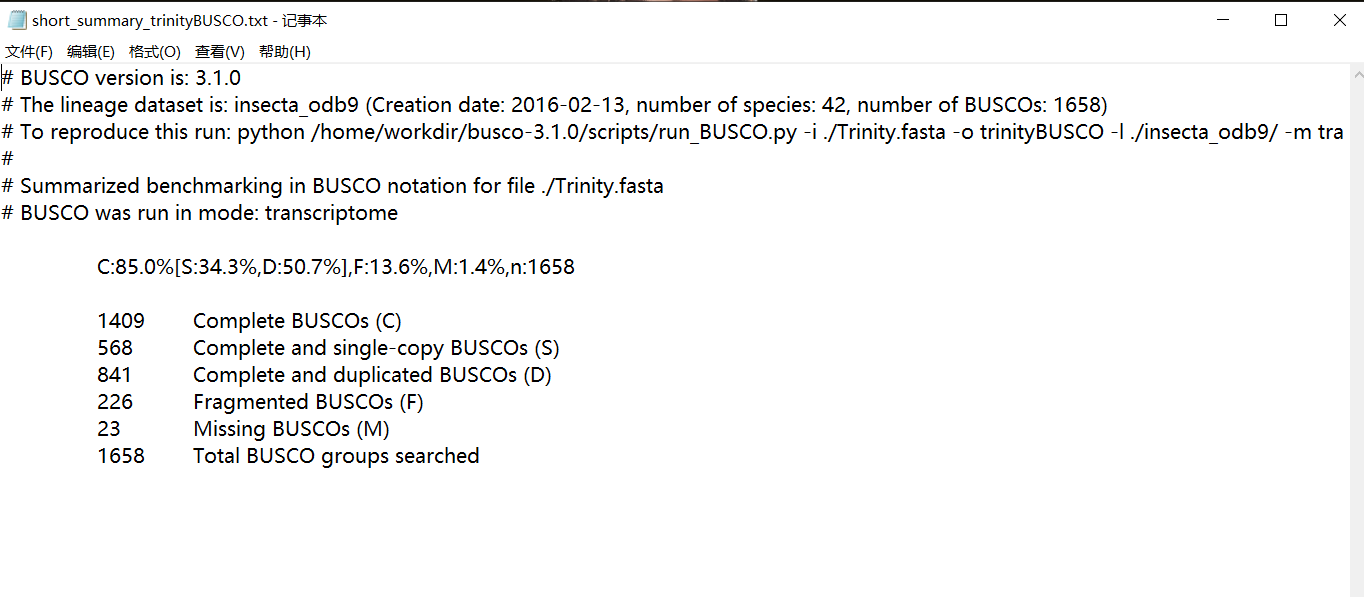 short_summary_trinityBUSCO.txt - 记事本
文件(F) 编辑(E) 格式(O) 查看(V) 帮助(H)
# BUSCO version is: 3.1.0
# The lineage dataset is: insecta_odb9 (Creation date: 2016-02-13, number of species: 42, number of BUSCOs: 1658)
# To reproduce this run: python /home/workdir/busco-3.1.0/scripts/run_BUSCO.py -i ./Trinity.fasta -o trinityBUSCO -l ./insecta_odb9/ -m tra
#
# Summarized benchmarking in BUSCO notation for file ./Trinity.fasta
# BUSCO was run in mode: transcriptome
C:85.0%[S:34.3%,D:50.7%],F:13.6%,M:1.4%,n:1658
1409 Complete BUSCOs (C)
568 Complete and single-copy BUSCOs (S)
841 Complete and duplicated BUSCOs (D)
226 Fragmented BUSCOs (F)
23 Missing BUSCOs (M)
1658 Total BUSCO groups searched